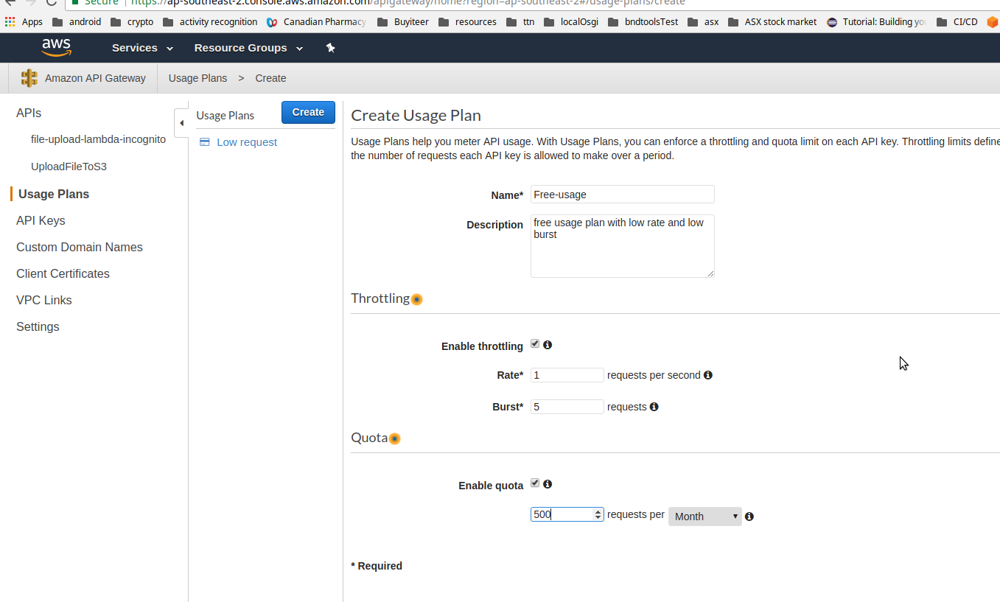 Secure https://ap-southeast-2.console.aws.amazon.com/apigateway/home?region=ap-southeast-2#/usage-plans/create
Apps android crypto activity recognition Canadian Pharmacy Buyiteer resources ttn localOsgi bndtoolsTest asx ASX stock market Tutorial: Building you CI/CD
aws Services Resource Groups
Amazon API Gateway Usage Plans > Create
APIs
file-upload-lambda-incognito
UploadFileToS3
Usage Plans
API Keys
Custom Domain Names
Client Certificates
VPC Links
Settings
Usage Plans Create
Low request
Create Usage Plan
Usage Plans help you meter API usage. With Usage Plans, you can enforce a throttling and quota limit on each API key. Throttling limits define
the number of requests each API key is allowed to make over a period.
Name* Free-usage
Description free usage plan with low rate and low
burst
Throttling
Enable throttling
Rate* 1 requests per second
Burst* 5 requests
Quota
Enable quota
500 requests per Month
* Required